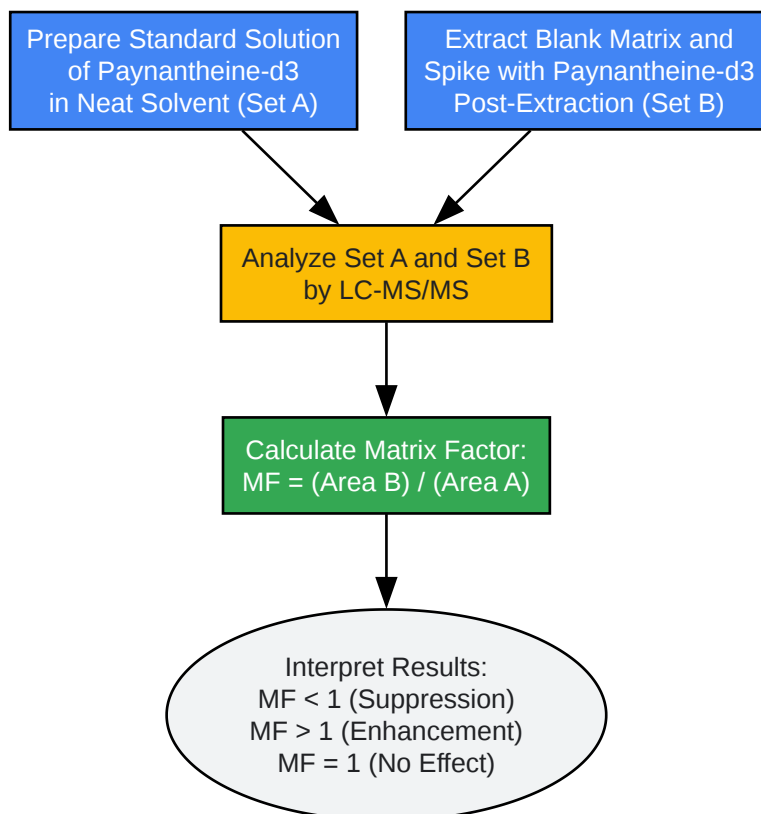 Prepare Standard Solution
of Paynantheine-d3
in Neat Solvent (Set A)
Extract Blank Matrix and
Spike with Paynantheine-d3
Post-Extraction (Set B)
Analyze Set A and Set B
by LC-MS/MS
Calculate Matrix Factor:
MF = (Area B) / (Area A)
Interpret Results:
MF < 1 (Suppression)
MF > 1 (Enhancement)
MF = 1 (No Effect)